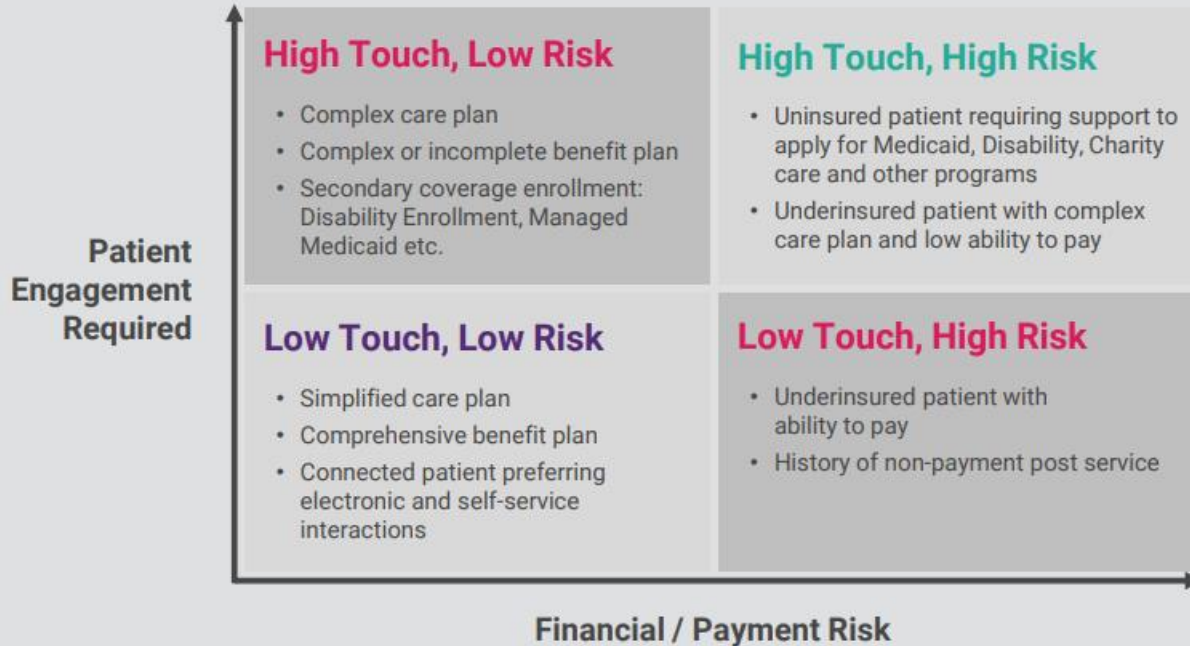 High Touch, Low Risk
• Complex care plan
• Complex or incomplete benefit plan
• Secondary coverage enrollment:
Disability Enrollment, Managed
Medicaid etc.
High Touch, High Risk
• Uninsured patient requiring support to
apply for Medicaid, Disability, Charity
care and other programs
• Underinsured patient with complex
care plan and low ability to pay
Patient
Engagement
Required
Low Touch, Low Risk
• Simplified care plan
• Comprehensive benefit plan
• Connected patient preferring
electronic and self-service
interactions
Low Touch, High Risk
• Underinsured patient with
ability to pay
• History of non-payment post service
Financial / Payment Risk